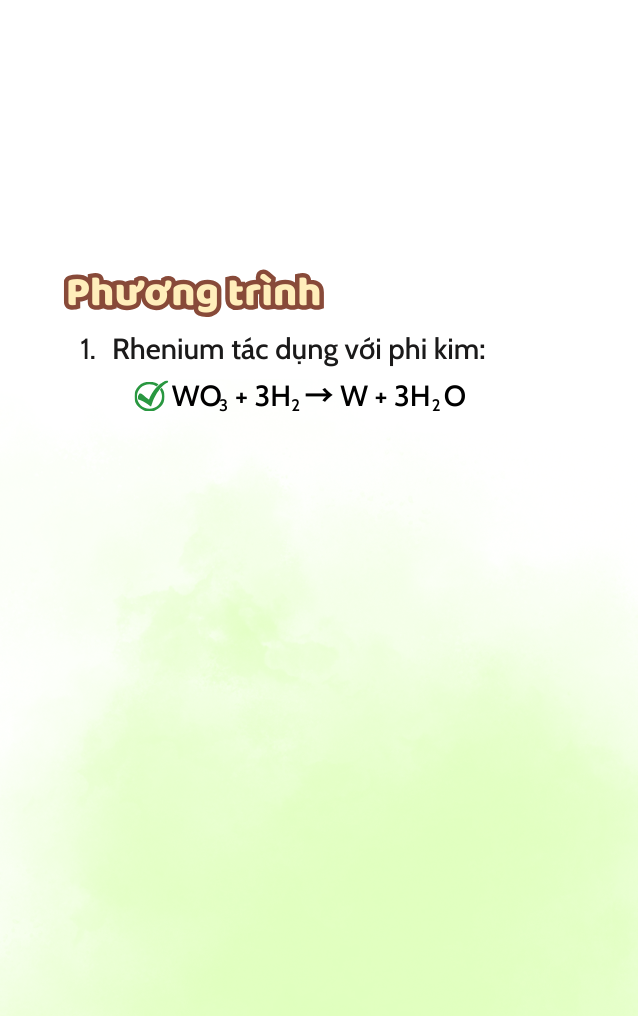 Phương trình
1. Rhenium tác dụng với phi kim:
WO₃ + 3H₂ → W + 3H₂O